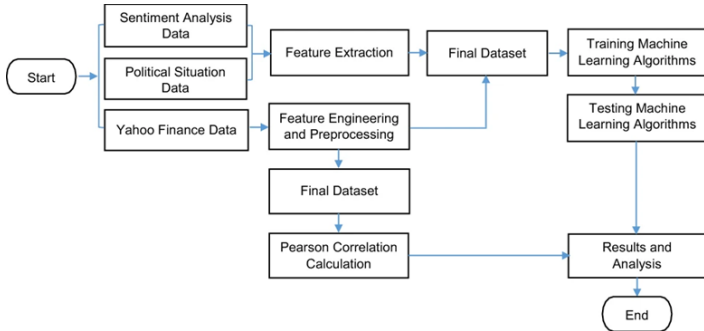 Sentiment Analysis
Data
Start
Political Situation
Data
Yahoo Finance Data
Feature Extraction
Final Dataset
Training Machine
Learning Algorithms
Feature Engineering
and Preprocessing
Testing Machine
Learning Algorithms
Final Dataset
Pearson Correlation
Calculation
Results and
Analysis
End